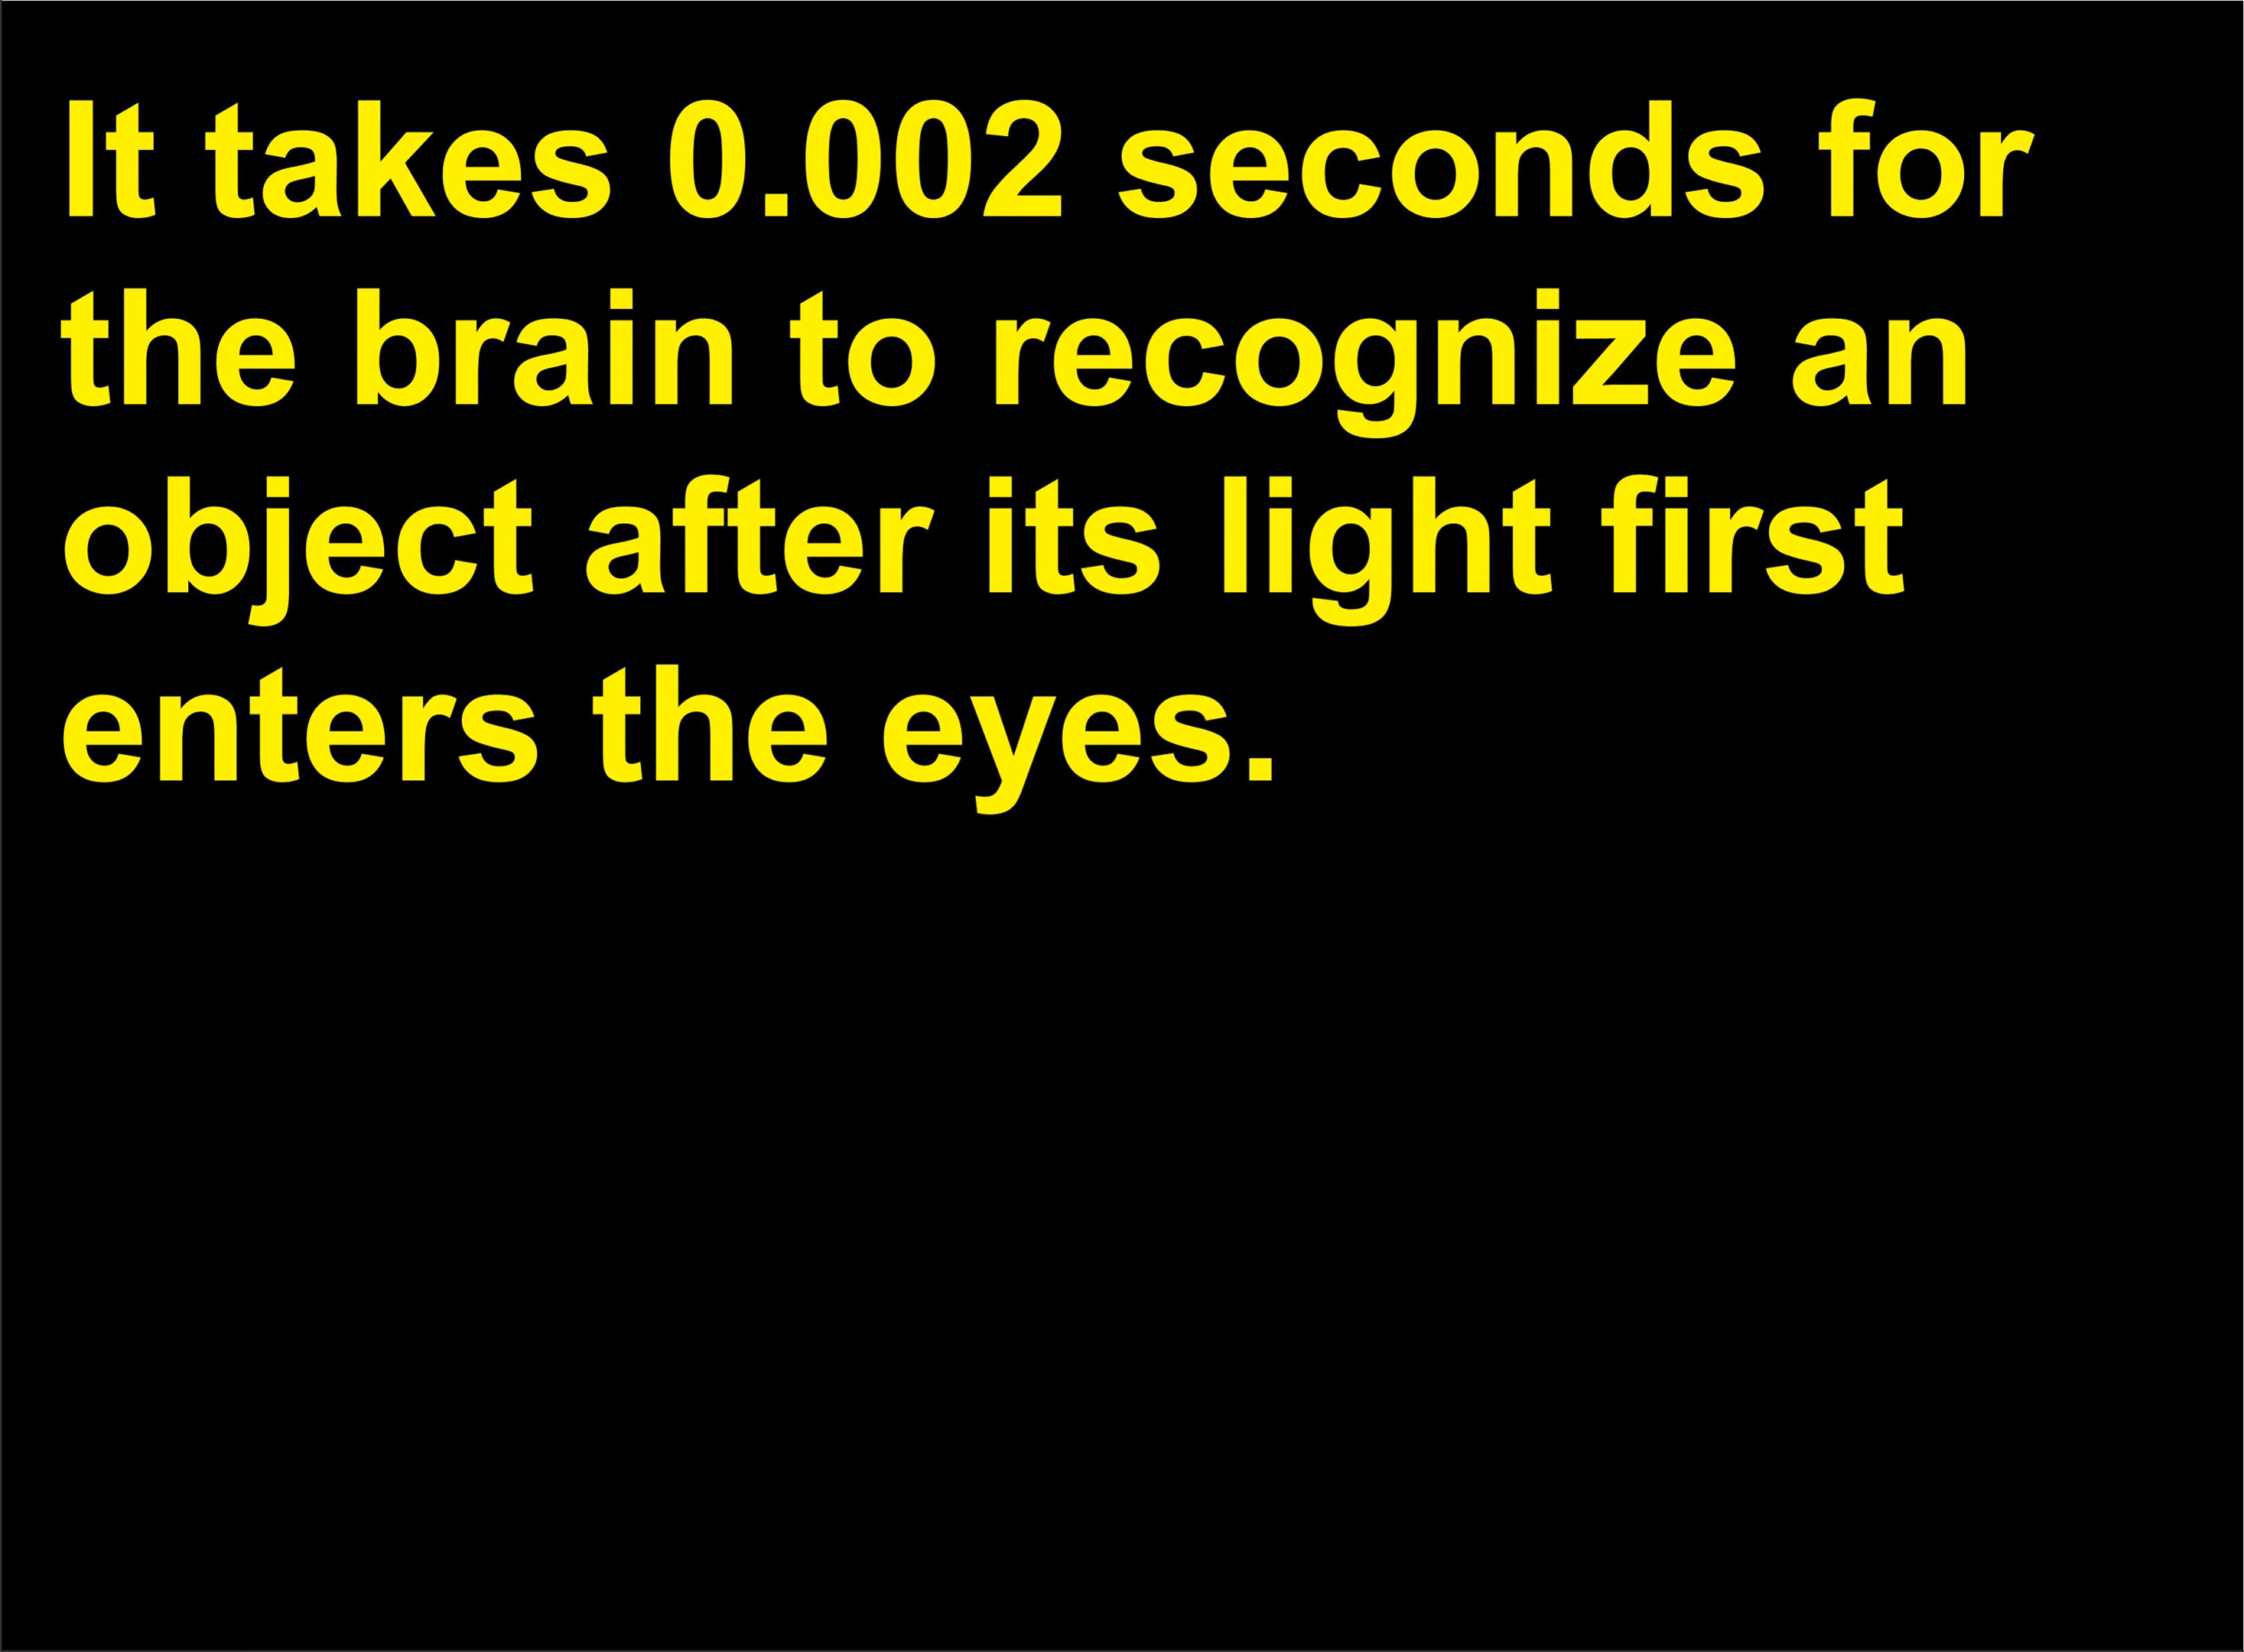 It takes 0.002 seconds for
the brain to recognize an
object after its light first
enters the eyes.